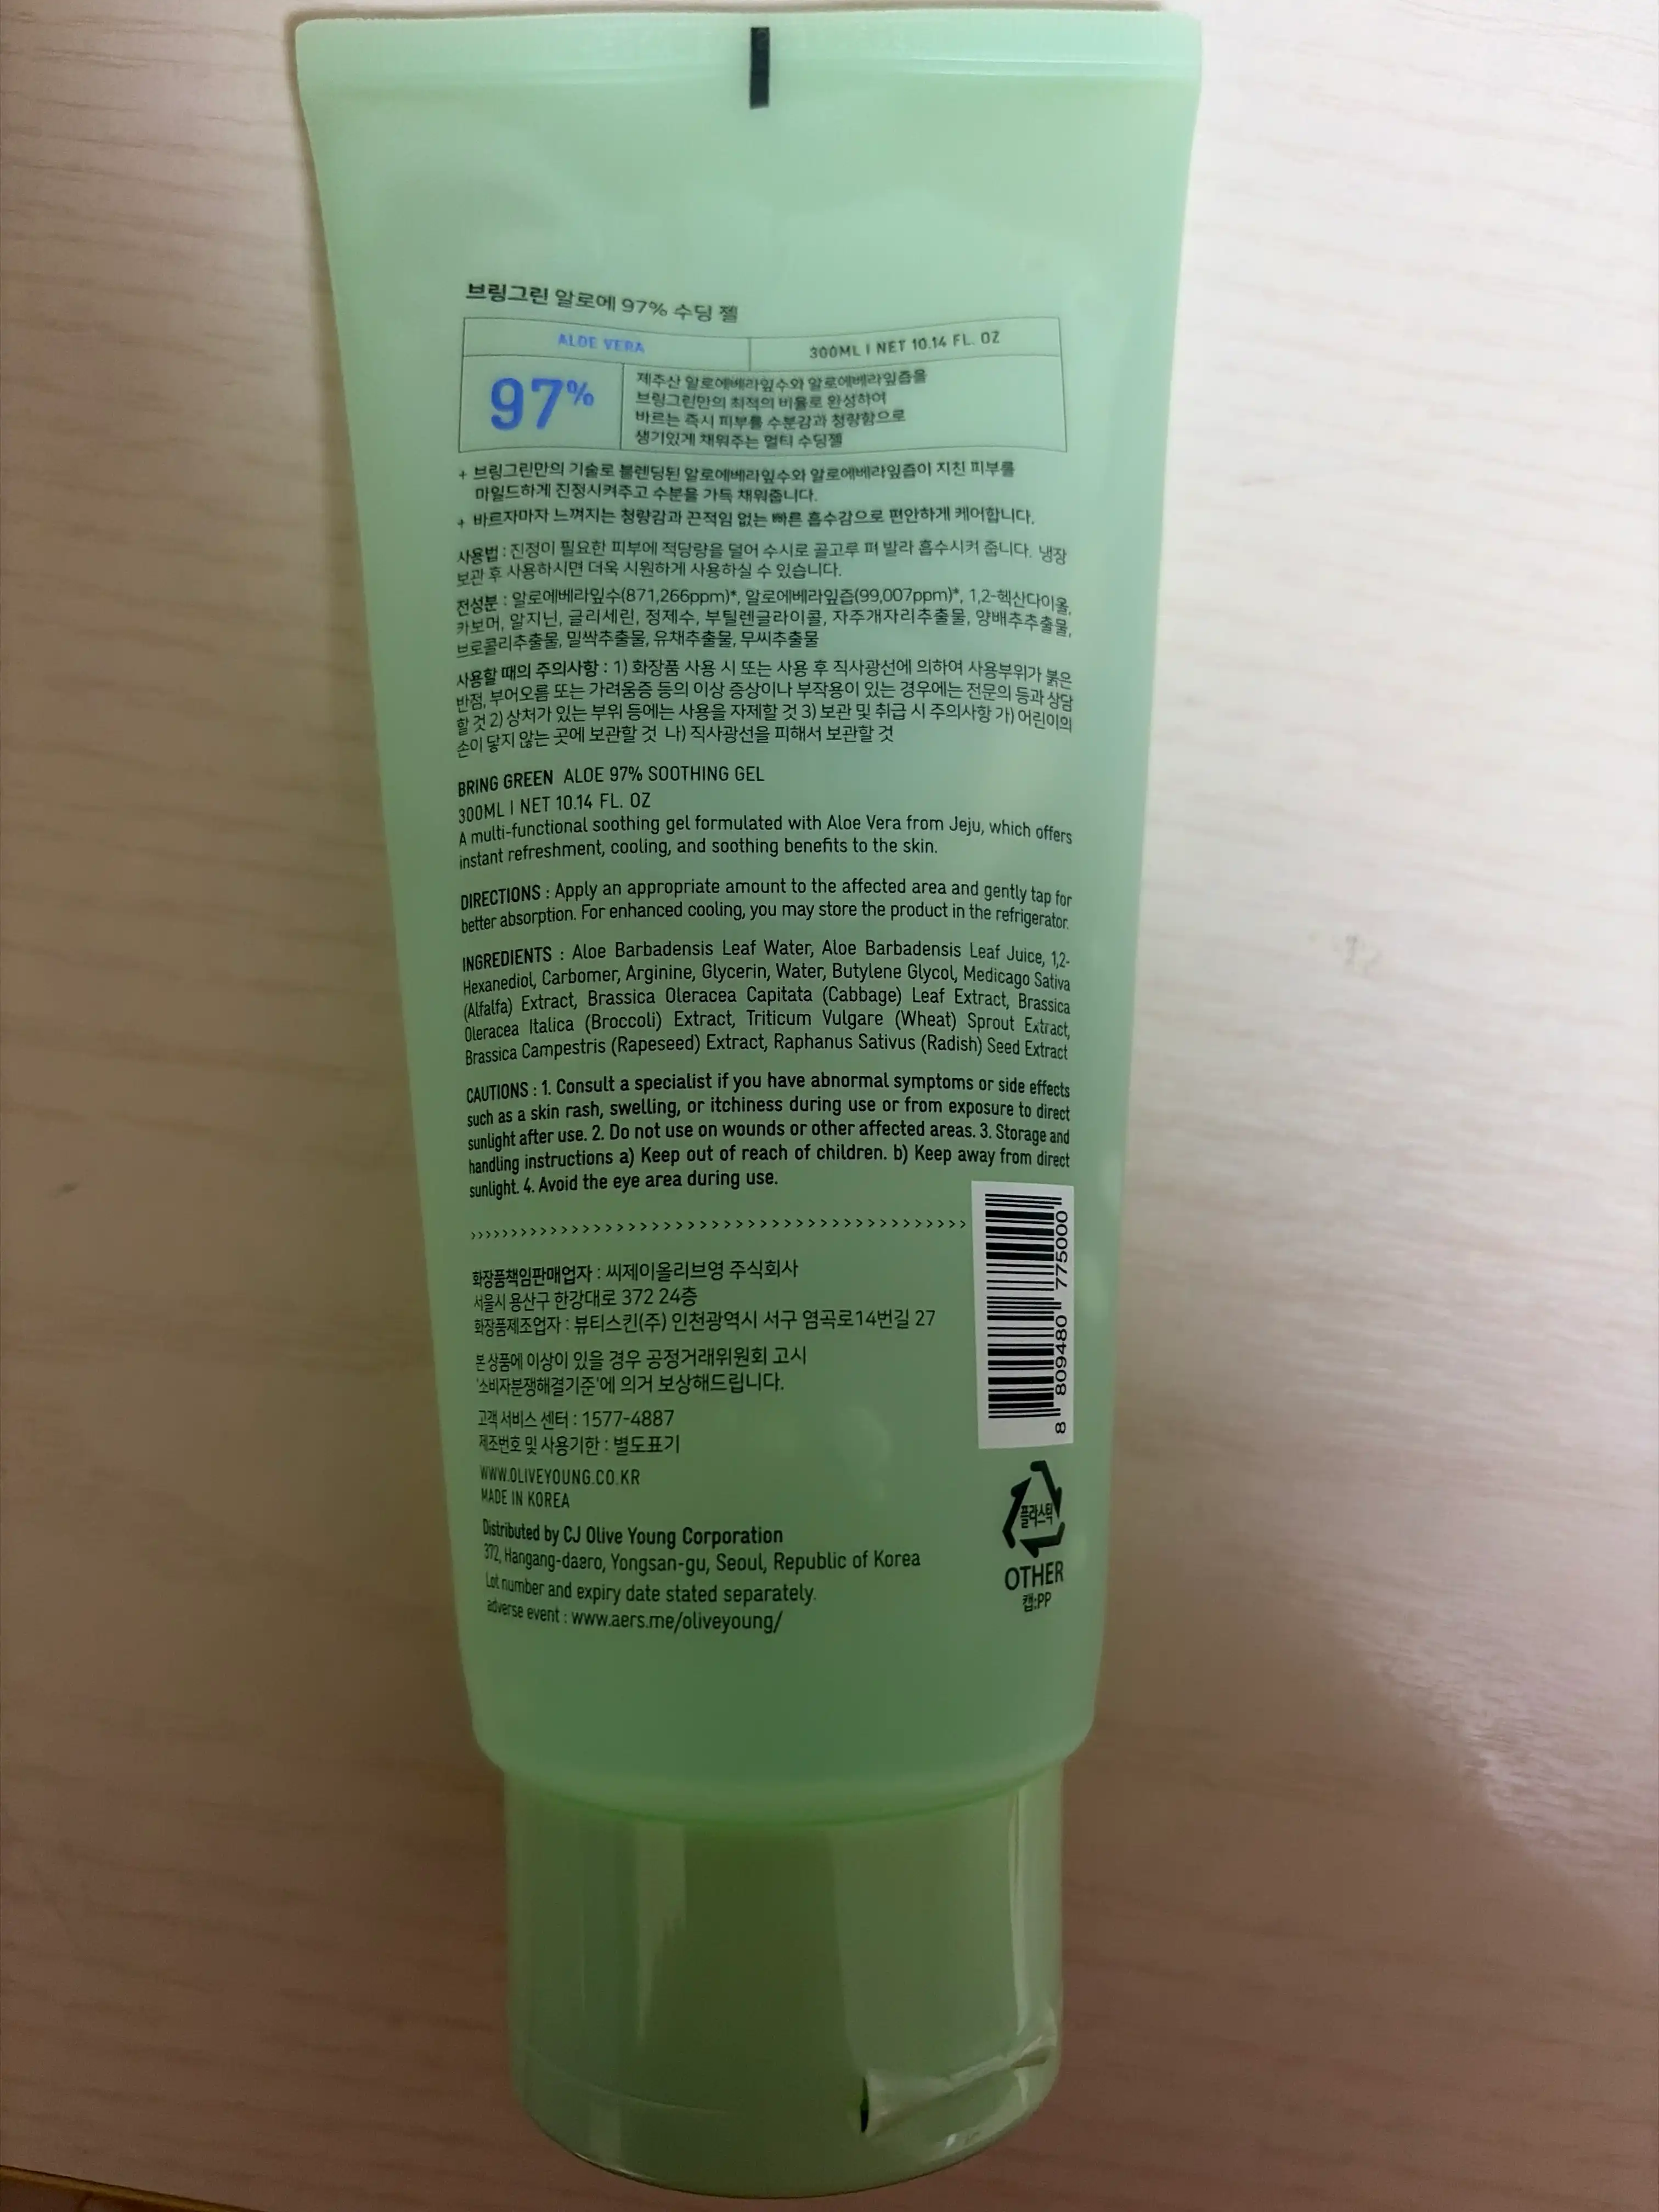 브링그린 알로에 97% 수딩 젤
ALOE VERA
300ML I NET 10.14 FL. OZ
97%
제주산 알로에베라잎수와 알로에베라잎즙을
브링그린만의 최적의 비율로 완성하여
바르는 즉시 피부를 수분감과 청량함으로
생기있게 채워주는 멀티 수딩젤
+ 브링그린만의 기술로 블렌딩된 알로에베라잎수와 알로에베라잎즙이 지친 피부를
마일드하게 진정시켜주고 수분을 가득 채워줍니다.
+ 바르자마자 느껴지는 청량감과 끈적임 없는 빠른 흡수감으로 편안하게 케어합니다.
사용법 : 진정이 필요한 피부에 적당량을 덜어 수시로 골고루 펴 발라 흡수시켜 줍니다. 냉장
보관 후 사용하시면 더욱 시원하게 사용하실 수 있습니다.
전성분 : 알로에베라잎수(871,266ppm)*, 알로에베라잎즙(99,007ppm)*, 1,2-헥산다이올,
카보머, 알지닌, 글리세린, 정제수, 부틸렌글라이콜, 자주개자리추출물, 양배추추출물,
브로콜리추출물, 밀싹추출물, 유채추출물, 무씨추출물
사용할 때의 주의사항 : 1) 화장품 사용 시 또는 사용 후 직사광선에 의하여 사용부위가 붉은
반점, 부어오름 또는 가려움증 등의 이상 증상이나 부작용이 있는 경우에는 전문의 등과 상담
할 것 2) 상처가 있는 부위 등에는 사용을 자제할 것 3) 보관 및 취급 시 주의사항 가) 어린이의
손이 닿지 않는 곳에 보관할 것 나) 직사광선을 피해서 보관할 것
BRING GREEN ALOE 97% SOOTHING GEL
300ML I NET 10.14 FL. OZ
A multi-functional soothing gel formulated with Aloe Vera from Jeju, which offers
instant refreshment, cooling, and soothing benefits to the skin.
DIRECTIONS : Apply an appropriate amount to the affected area and gently tap for
better absorption. For enhanced cooling, you may store the product in the refrigerator.
INGREDIENTS : Aloe Barbadensis Leaf Water, Aloe Barbadensis Leaf Juice, 1,2-
Hexanediol, Carbomer, Arginine, Glycerin, Water, Butylene Glycol, Medicago Sativa
(Alfalfa) Extract, Brassica Oleracea Capitata (Cabbage) Leaf Extract, Brassica
Oleracea Italica (Broccoli) Extract, Triticum Vulgare (Wheat) Sprout Extract,
Brassica Campestris (Rapeseed) Extract, Raphanus Sativus (Radish) Seed Extract
CAUTIONS : 1. Consult a specialist if you have abnormal symptoms or side effects
such as a skin rash, swelling, or itchiness during use or from exposure to direct
sunlight after use. 2. Do not use on wounds or other affected areas. 3. Storage and
handling instructions a) Keep out of reach of children. b) Keep away from direct
sunlight. 4. Avoid the eye area during use.
화장품책임판매업자 : 씨제이올리브영 주식회사
서울시 용산구 한강대로 372 24층
화장품제조업자 : 뷰티스킨(주) 인천광역시 서구 염곡로14번길 27
본 상품에 이상이 있을 경우 공정거래위원회 고시
'소비자분쟁해결기준'에 의거 보상해드립니다.
고객 서비스 센터 : 1577-4887
제조번호 및 사용기한 : 별도표기
WWW.OLIVEYOUNG.CO.KR
MADE IN KOREA
Distributed by CJ Olive Young Corporation
372, Hangang-daero, Yongsan-gu, Seoul, Republic of Korea
Lot number and expiry date stated separately.
adverse event : www.aers.me/oliveyoung/
8 809480 775000
플라스틱
OTHER
캡:PP